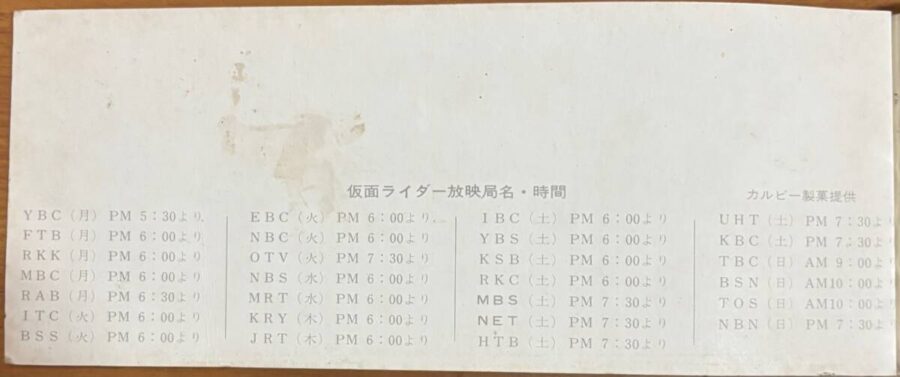 仮面ライダー放映局名・時間
カルビー製菓提供
YBC（月）PM 5：30より
FTB（月）PM 6：00より
RKK（月）PM 6：00より
MBC（月）PM 6：00より
RAB（月）PM 6：30より
ITC（火）PM 6：00より
BSS（火）PM 6：00より
EBC（火）PM 6：00より
NBC（火）PM 6：00より
OTV（火）PM 7：30より
NBS（水）PM 6：00より
MRT（水）PM 6：00より
KRY（木）PM 6：00より
JRT（木）PM 6：00より
IBC（土）PM 6：00より
YBS（土）PM 6：00より
KSB（土）PM 6：00より
RKC（土）PM 6：00より
MBS（土）PM 7：30より
NET（土）PM 7：30より
HTB（土）PM 7：30より
UHT（土）PM 7：30より
KBC（土）PM 7：30より
TBC（日）AM 9：00より
BSN（日）AM10：00より
TOS（日）AM10：00より
NBN（日）PM 7：30より